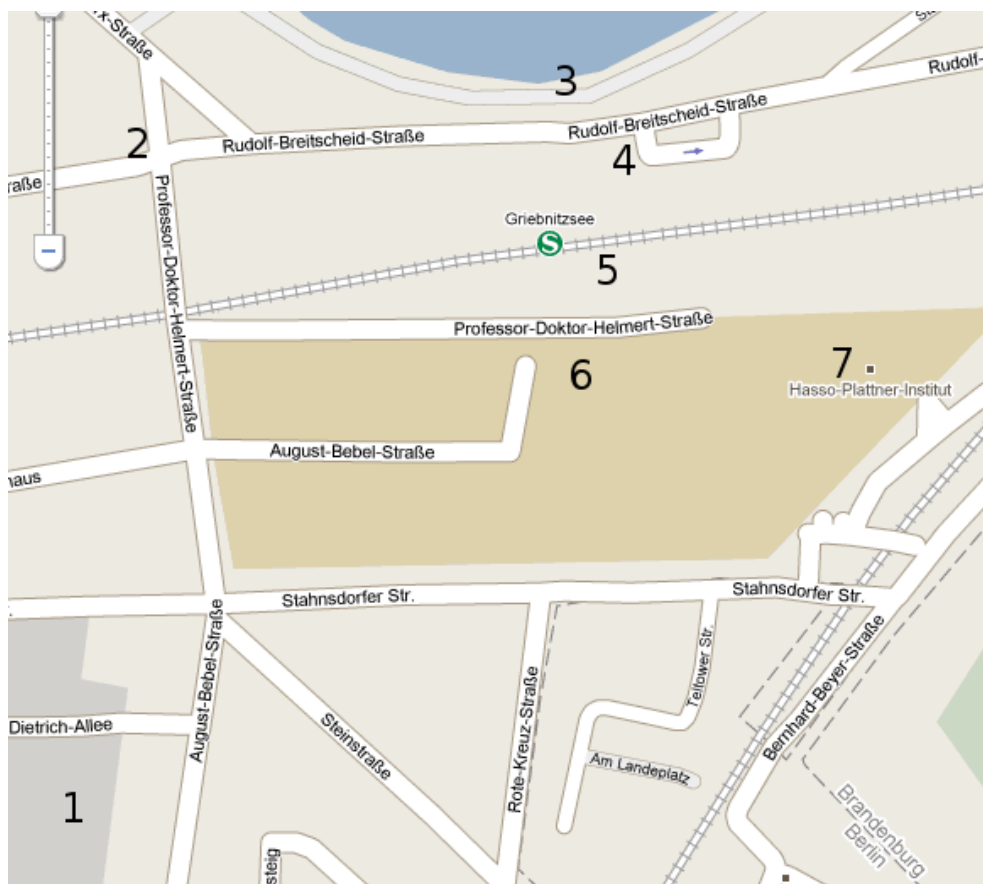 x-Straße
3
Rudolf-
Rudolf-Breitscheid-Straße
2
Rudolf-Breitscheid-Straße
4
raße
Professor-Doktor-Helmert-Straße
Griebnitzsee
S
5
Professor-Doktor-Helmert-Straße
6
7
Hasso-Plattner-Institut
August-Bebel-Straße
haus
Stahnsdorfer Str.
Stahnsdorfer Str.
August-Bebel-Straße
Teltower Str.
Bernhard-Beyer-Straße
Rote-Kreuz-Straße
Steinstraße
Dietrich-Allee
Am Landeplatz
1
Brandenburg
Berlin
steig